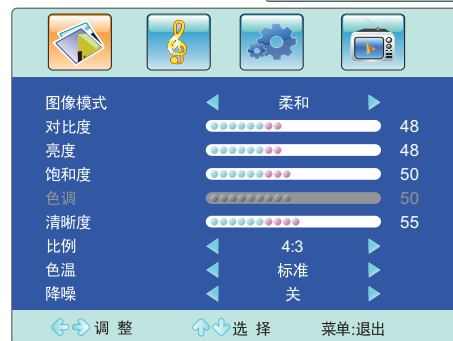 图像模式 柔和
对比度 48
亮度 48
饱和度 50
色调 50
清晰度 55
比例 4:3
色温 标准
降噪 关
调 整 选 择 菜单:退出